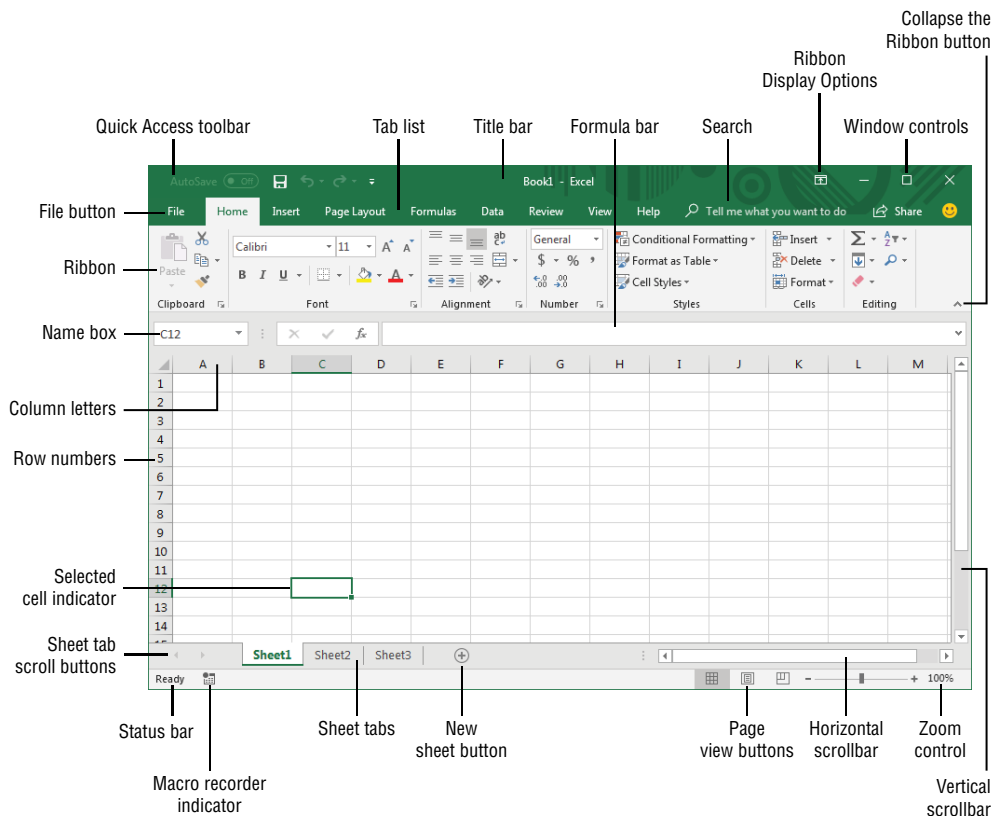 Collapse the
Ribbon button
Ribbon
Display Options
Quick Access toolbar
Tab list
Title bar
Formula bar
Search
Window controls
AutoSave Off
Book1 - Excel
File button
File Home Insert Page Layout Formulas Data Review View Help Tell me what you want to do Share
Ribbon
Paste
Calibri 11 A A
ab
c
General
Conditional Formatting
Insert
Σ A Z
B I U A
$ % ,
Format as Table
Delete
.0 .00
.00 .0
Cell Styles
Format
Clipboard Font Alignment Number Styles Cells Editing
Name box
C12
fx
A B C D E F G H I J K L M
Column letters
Row numbers
1
2
3
4
5
6
7
8
9
10
11
12
13
14
15
Selected
cell indicator
Sheet tab
scroll buttons
Sheet1 Sheet2 Sheet3
Ready
- + 100%
Status bar
Sheet tabs
New
sheet button
Page
view buttons
Horizontal
scrollbar
Zoom
control
Macro recorder
indicator
Vertical
scrollbar